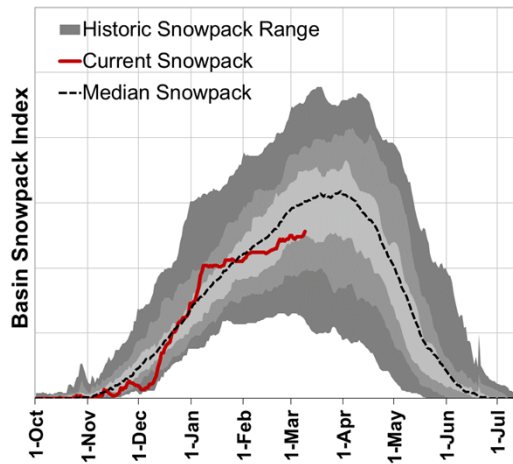 Historic Snowpack Range
Current Snowpack
Median Snowpack
Basin Snowpack Index
1-Oct
1-Nov
1-Dec
1-Jan
1-Feb
1-Mar
1-Apr
1-May
1-Jun
1-Jul